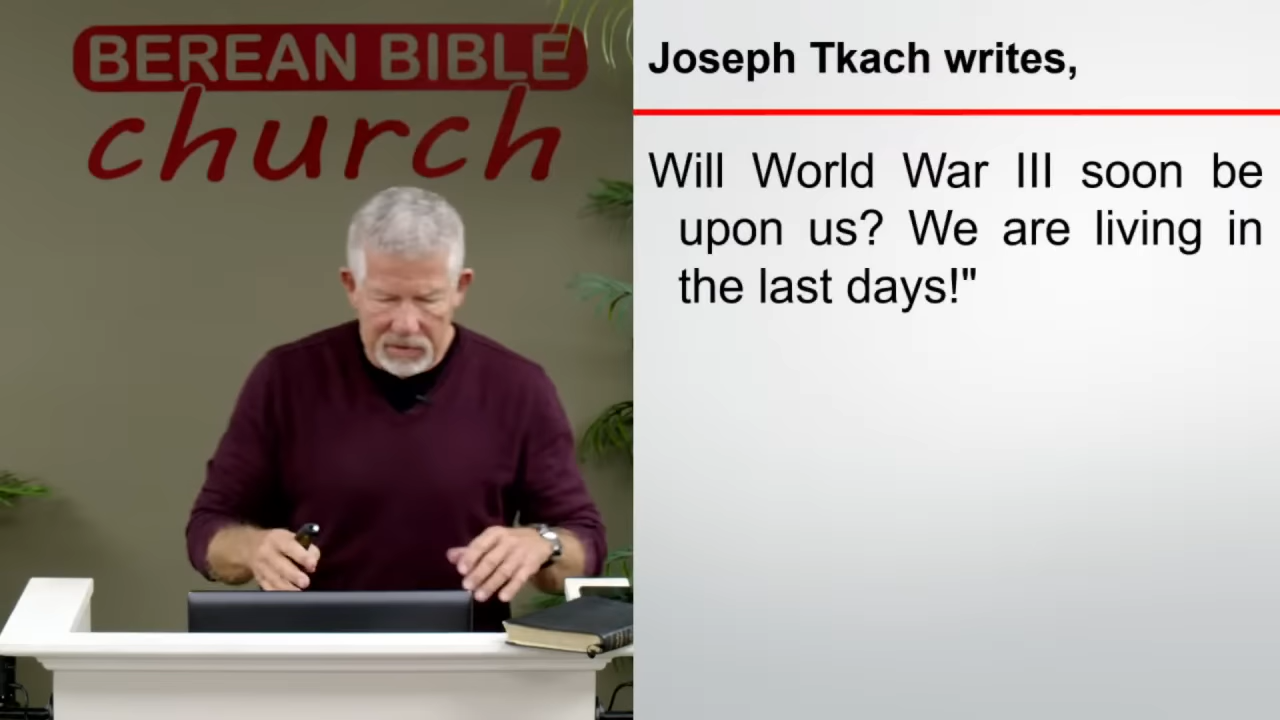 BEREAN BIBLE
church
Joseph Tkach writes,
Will World War III soon be
upon us? We are living in
the last days!"